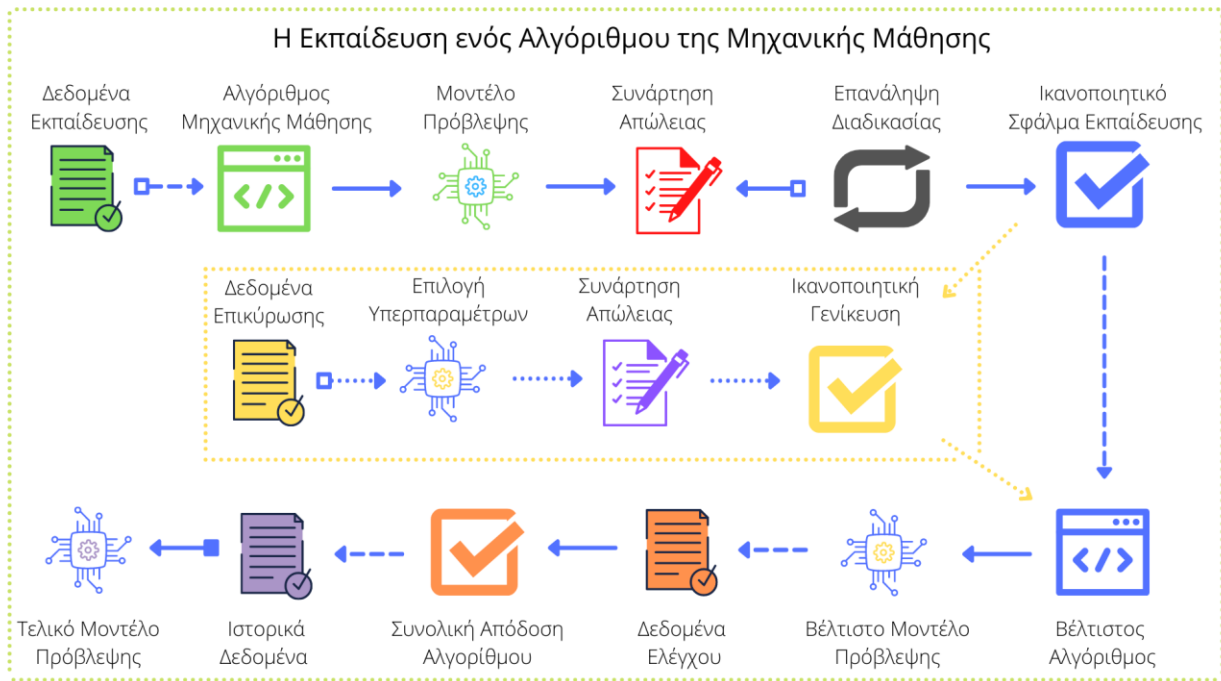 Η Εκπαίδευση ενός Αλγόριθμου της Μηχανικής Μάθησης
Δεδομένα
Εκπαίδευσης
Αλγόριθμος
Μηχανικής Μάθησης
Μοντέλο
Πρόβλεψης
Συνάρτηση
Απώλειας
Επανάληψη
Διαδικασίας
Ικανοποιητικό
Σφάλμα Εκπαίδευσης
Δεδομένα
Επικύρωσης
Επιλογή
Υπερπαραμέτρων
Συνάρτηση
Απώλειας
Ικανοποιητική
Γενίκευση
Τελικό Μοντέλο
Πρόβλεψης
Ιστορικά
Δεδομένα
Συνολική Απόδοση
Αλγορίθμου
Δεδομένα
Ελέγχου
Βέλτιστο Μοντέλο
Πρόβλεψης
Βέλτιστος
Αλγόριθμος